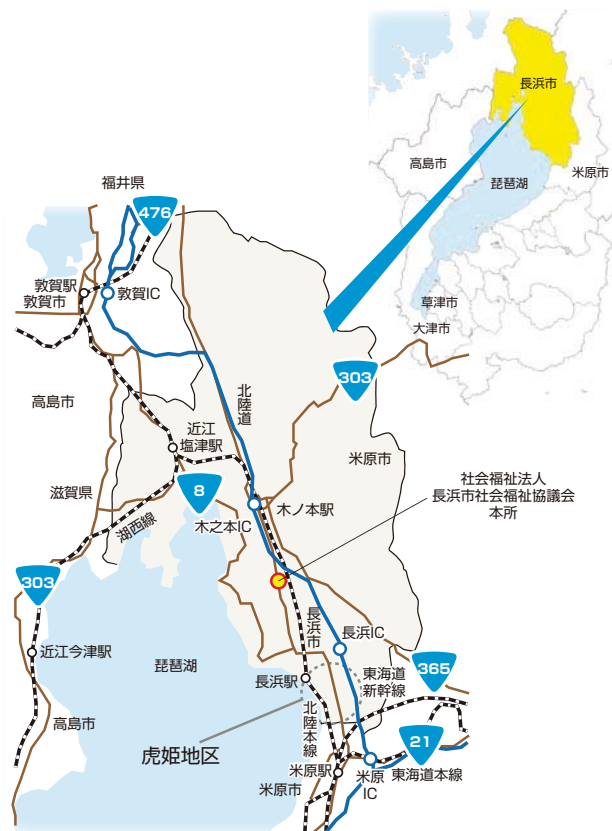 長浜市
高島市
米原市
琵琶湖
草津市
大津市
福井県
476
敦賀駅
敦賀市
敦賀IC
303
高島市
北陸道
近江
塩津駅
米原市
滋賀県
8
社会福祉法人
長浜市社会福祉協議会
本所
木ノ本駅
木之本IC
湖西線
303
長浜市
長浜IC
近江今津駅
琵琶湖
長浜駅
東海道
新幹線
365
高島市
北陸本線
虎姫地区
21
米原駅
米原市
米原
IC
東海道本線